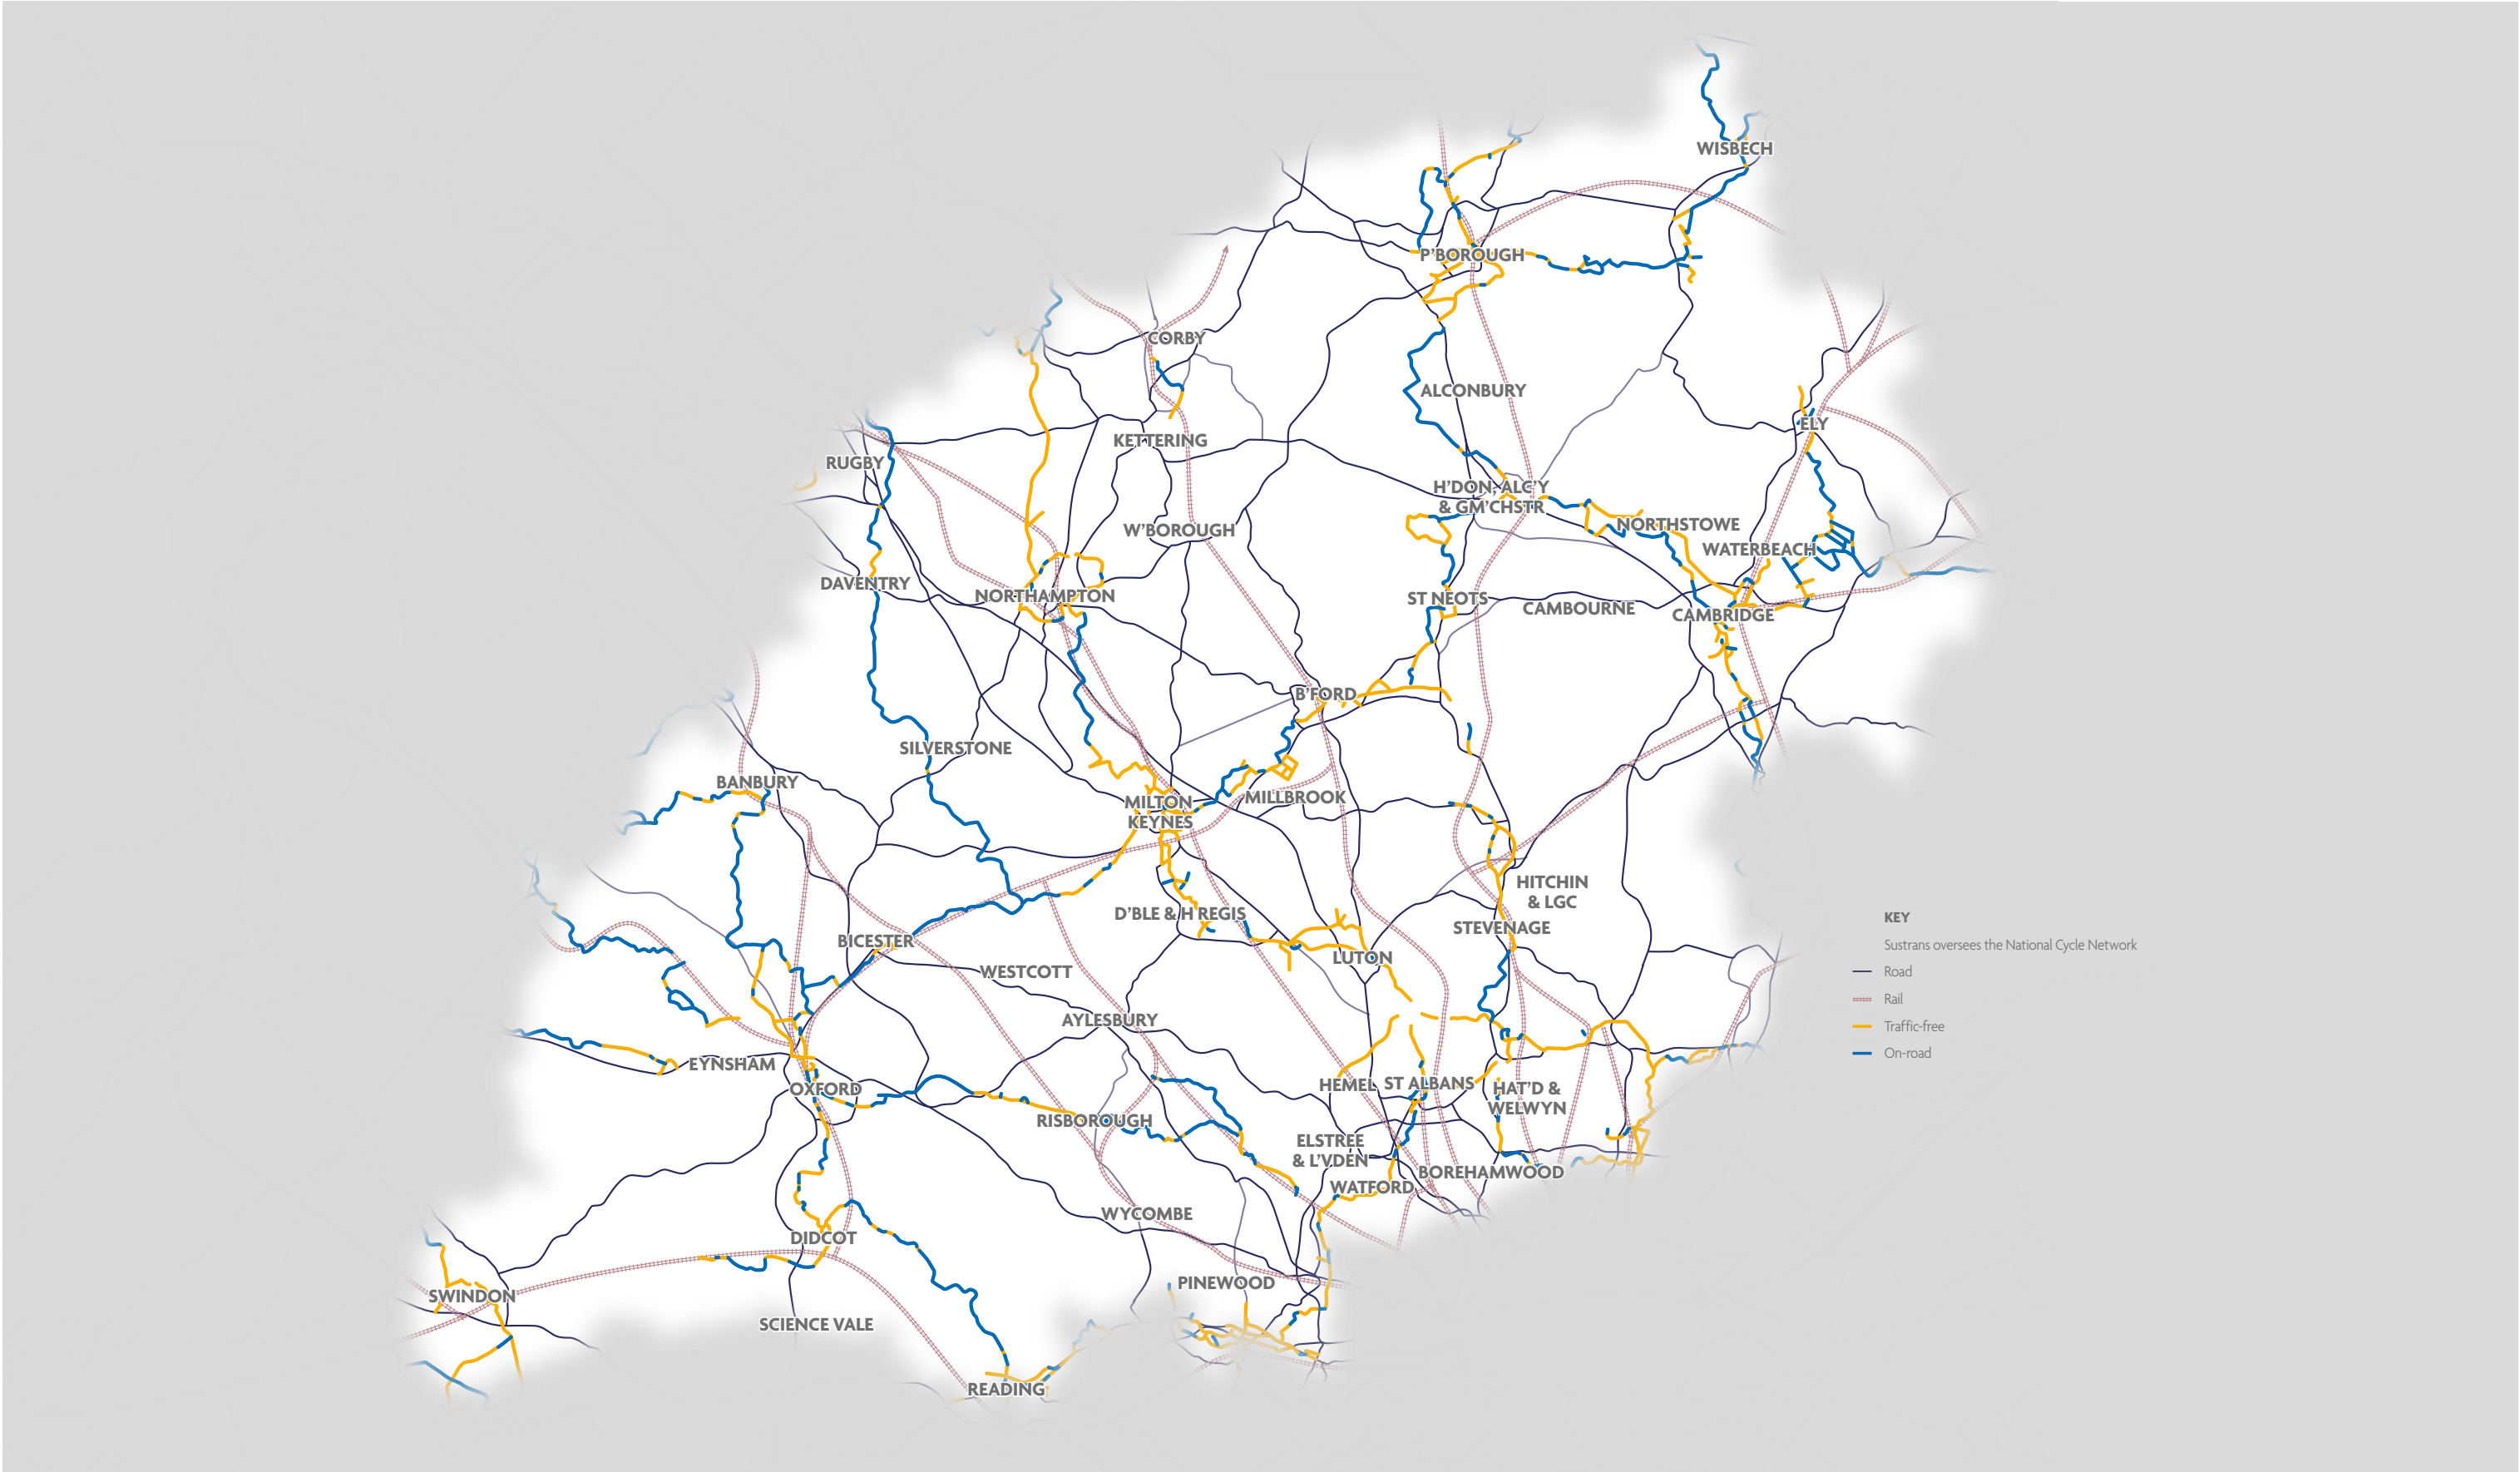 WISBECH
P'BOROUGH
CORBY
ALCONBURY
ELY
KETTERING
RUGBY
H'DON, ALC'Y
& GM'CHSTR
NORTHSTOWE
W'BOROUGH
WATERBEACH
DAVENTRY
NORTHAMPTON
ST NEOTS
CAMBOURNE
CAMBRIDGE
B'FORD
SILVERSTONE
BANBURY
MILTON
KEYNES
MILLBROOK
HITCHIN
& LGC
D'BLE & H REGIS
STEVENAGE
BICESTER
LUTON
WESTCOTT
AYLESBURY
EYNSHAM
OXFORD
HEMEL
ST ALBANS
HAT'D &
WELWYN
RISBOROUGH
ELSTREE
& L'VDEN
BOREHAMWOOD
WATFORD
WYCOMBE
DIDCOT
PINEWOOD
SWINDON
SCIENCE VALE
READING
KEY
Sustrans oversees the National Cycle Network
Road
Rail
Traffic-free
On-road